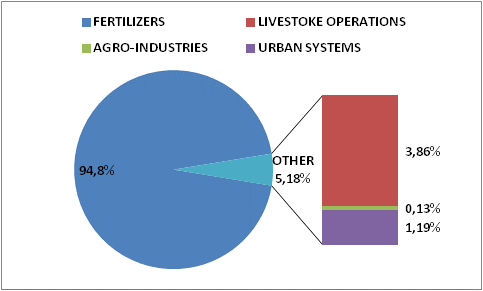 FERTILIZERS
LIVESTOKE OPERATIONS
AGRO-INDUSTRIES
URBAN SYSTEMS
94,8%
OTHER
5,18%
3,86%
0,13%
1,19%